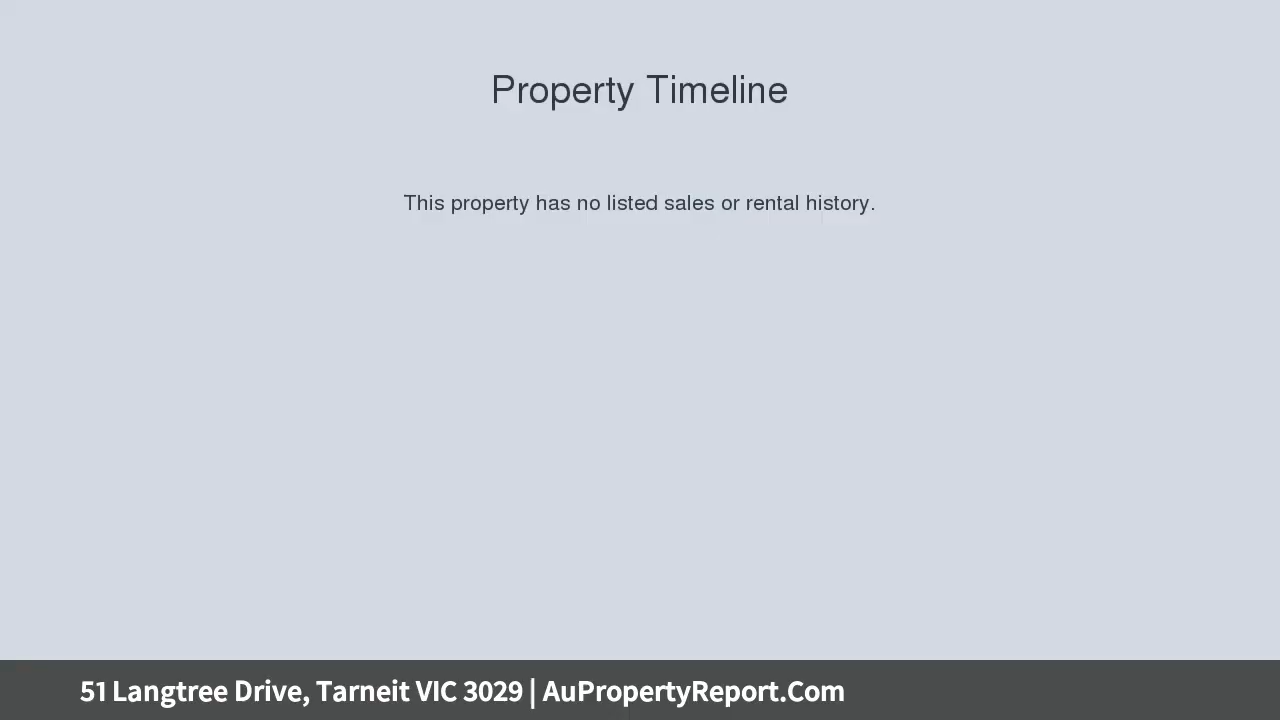 Property Timeline
This property has no listed sales or rental history.
51 Langtree Drive, Tarneit VIC 3029 | AuPropertyReport.Com